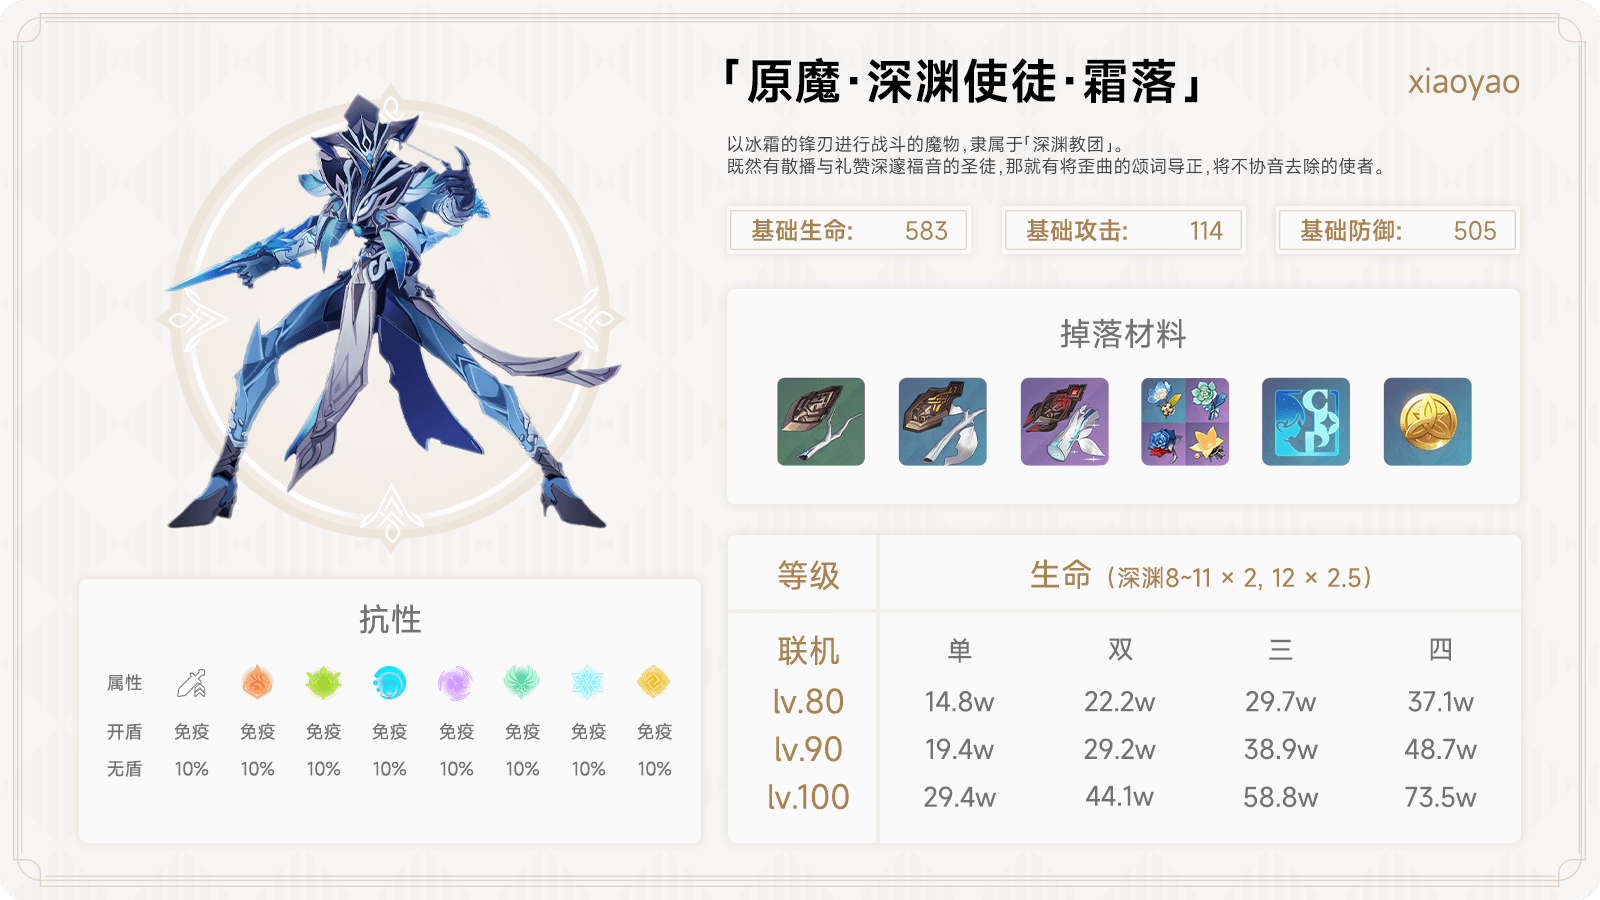 「原魔·深渊使徒·霜落」
xiaoyao
以冰霜的锋刃进行战斗的魔物,隶属于「深渊教团」。
既然有散播与礼赞深邃福音的圣徒,那就有将歪曲的颂词导正,将不协音去除的使者。
基础生命: 583
基础攻击: 114
基础防御: 505
掉落材料
抗性
属性
开盾 免疫 免疫 免疫 免疫 免疫 免疫 免疫 免疫
无盾 10% 10% 10% 10% 10% 10% 10% 10%
等级 生命（深渊8~11 × 2, 12 × 2.5）
联机 单 双 三 四
lv.80 14.8w 22.2w 29.7w 37.1w
lv.90 19.4w 29.2w 38.9w 48.7w
lv.100 29.4w 44.1w 58.8w 73.5w